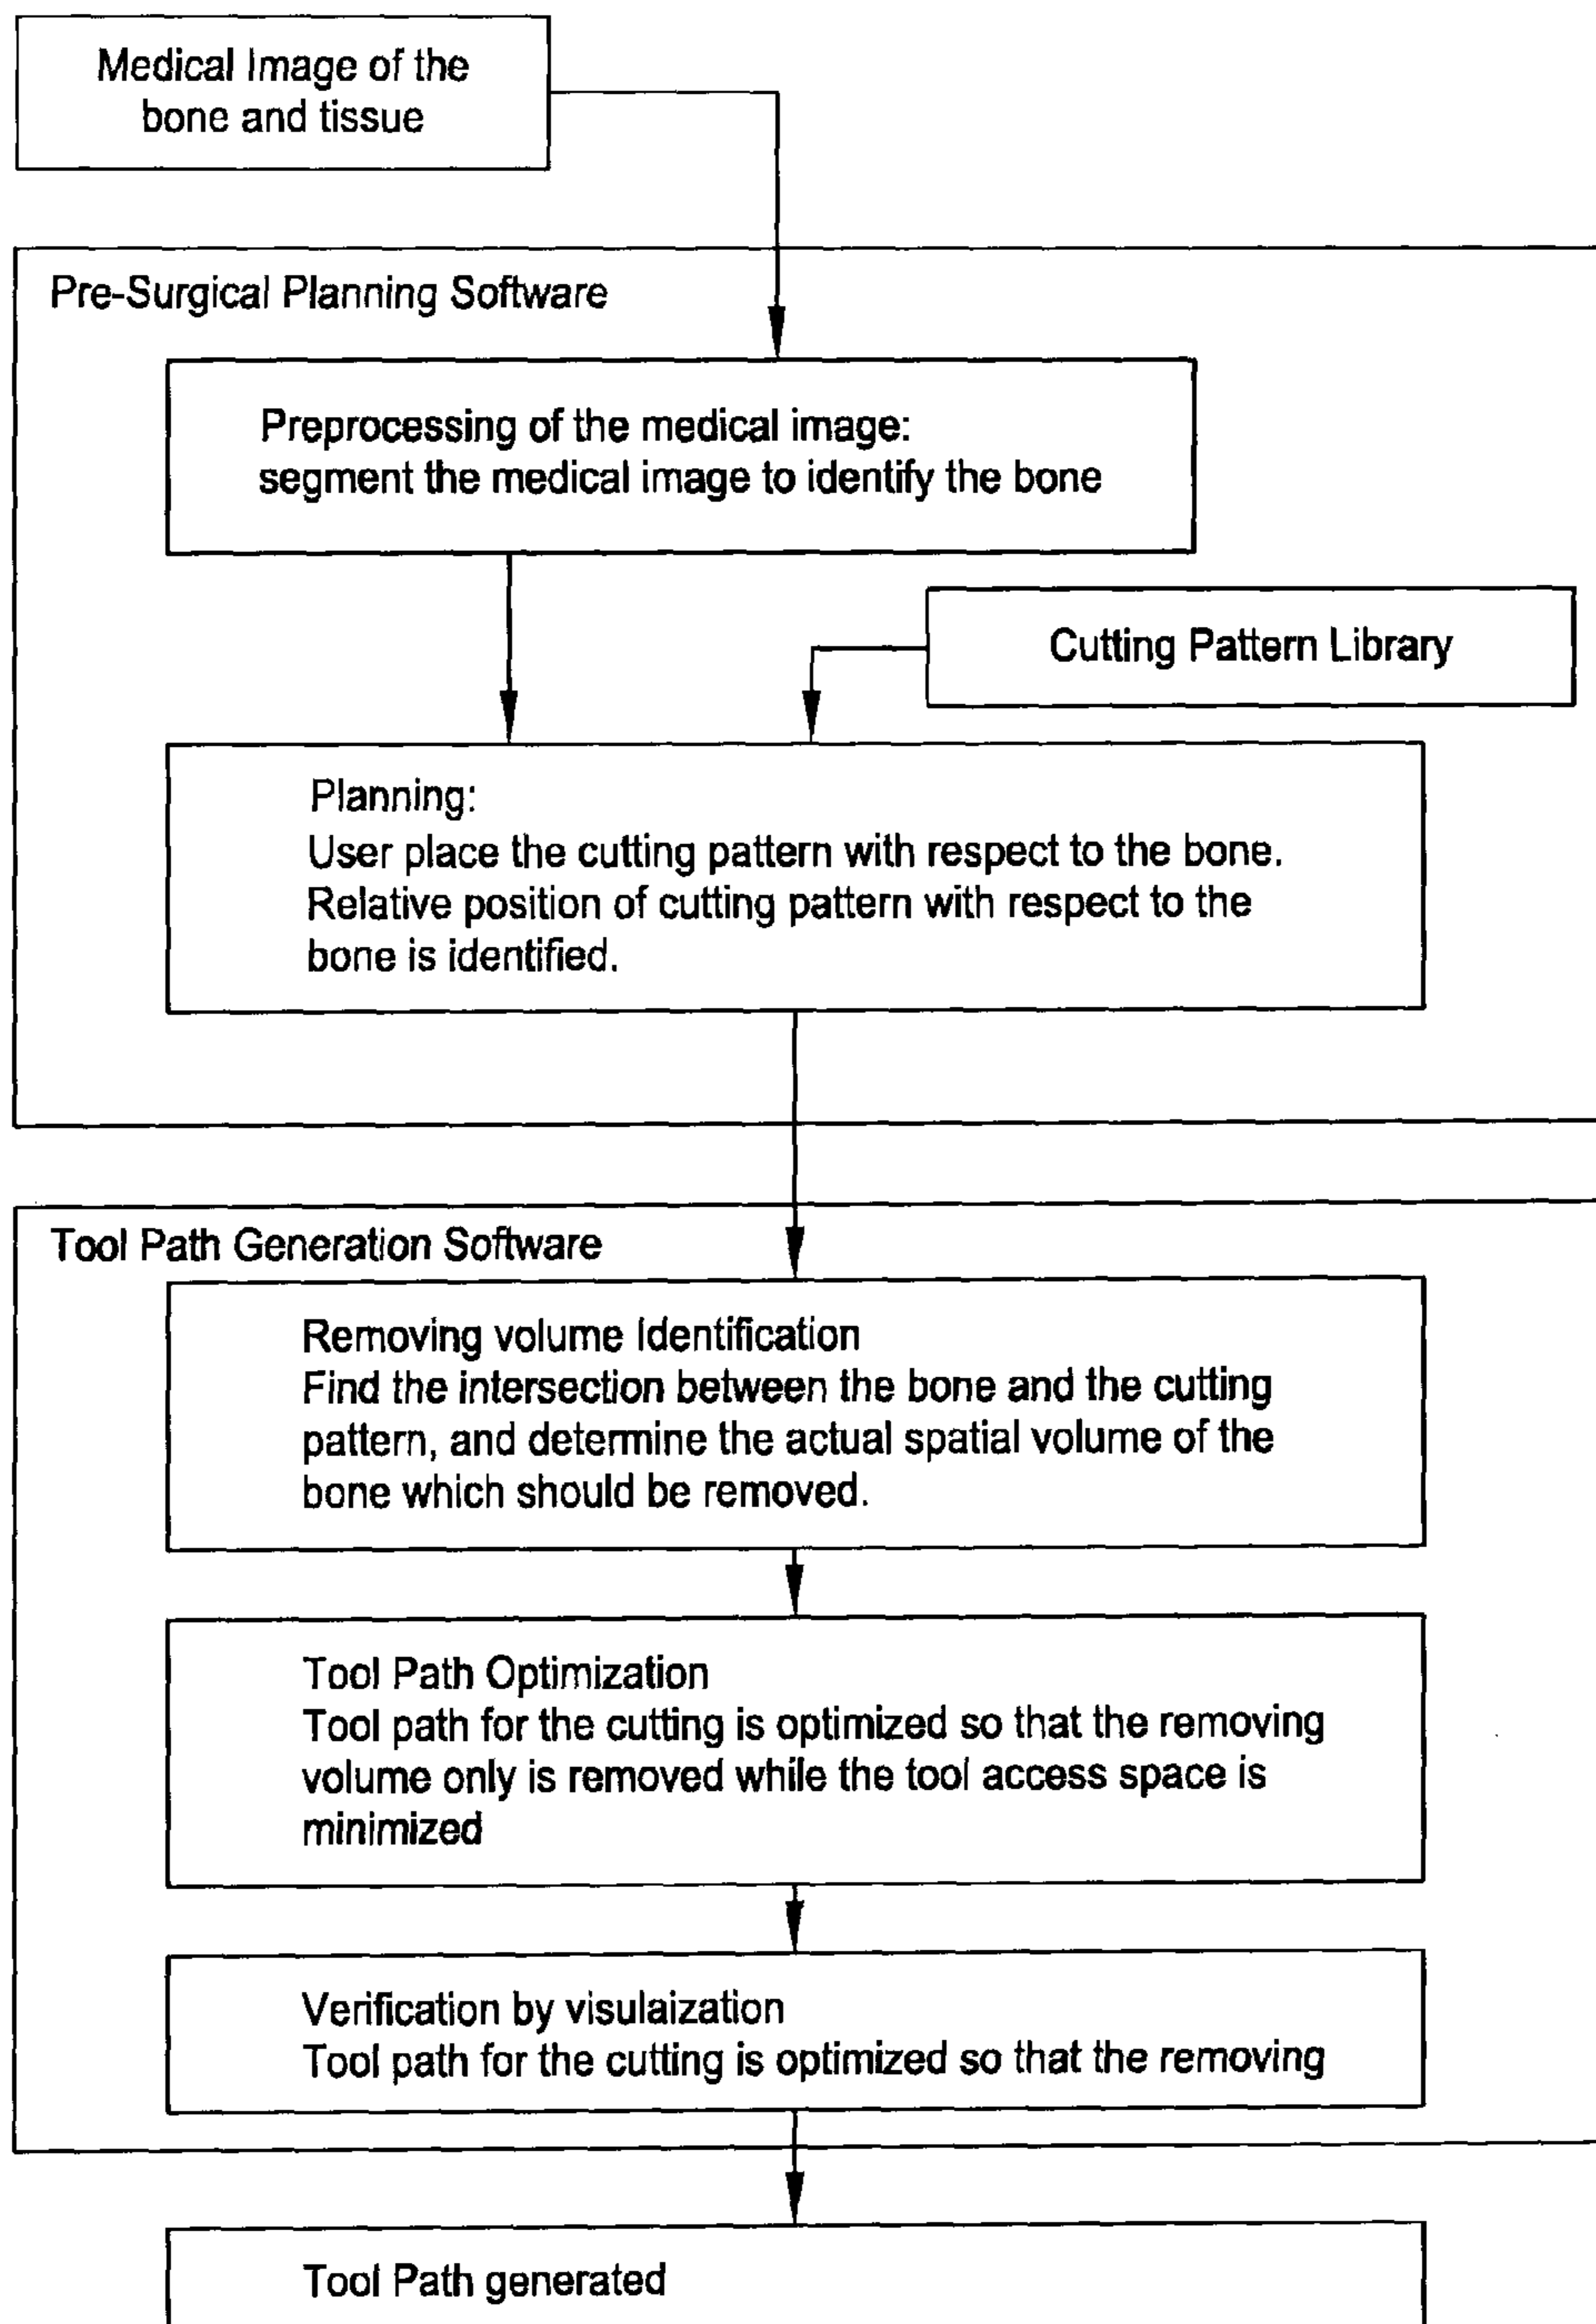 Medical Image of the
bone and tissue
Pre-Surgical Planning Software
Preprocessing of the medical image:
segment the medical image to identify the bone
Cutting Pattern Library
Planning:
User place the cutting pattern with respect to the bone.
Relative position of cutting pattern with respect to the
bone is identified.
Tool Path Generation Software
Removing volume Identification
Find the intersection between the bone and the cutting
pattern, and determine the actual spatial volume of the
bone which should be removed.
Tool Path Optimization
Tool path for the cutting is optimized so that the removing
volume only is removed while the tool access space is
minimized
Verification by visulaization
Tool path for the cutting is optimized so that the removing
Tool Path generated